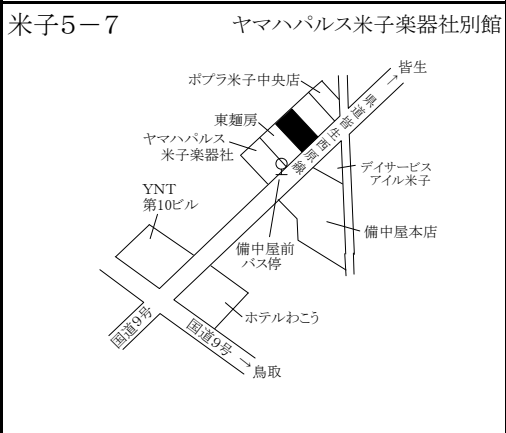 米子5－7
ヤマハパルス米子楽器社別館
皆生
→
ポプラ米子中央店
東麺房
ヤマハパルス
米子楽器社
県道皆生西原線
デイサービス
アイル米子
YNT
第10ビル
備中屋前
バス停
備中屋本店
ホテルわこう
国道9号
国道9号
→
鳥取